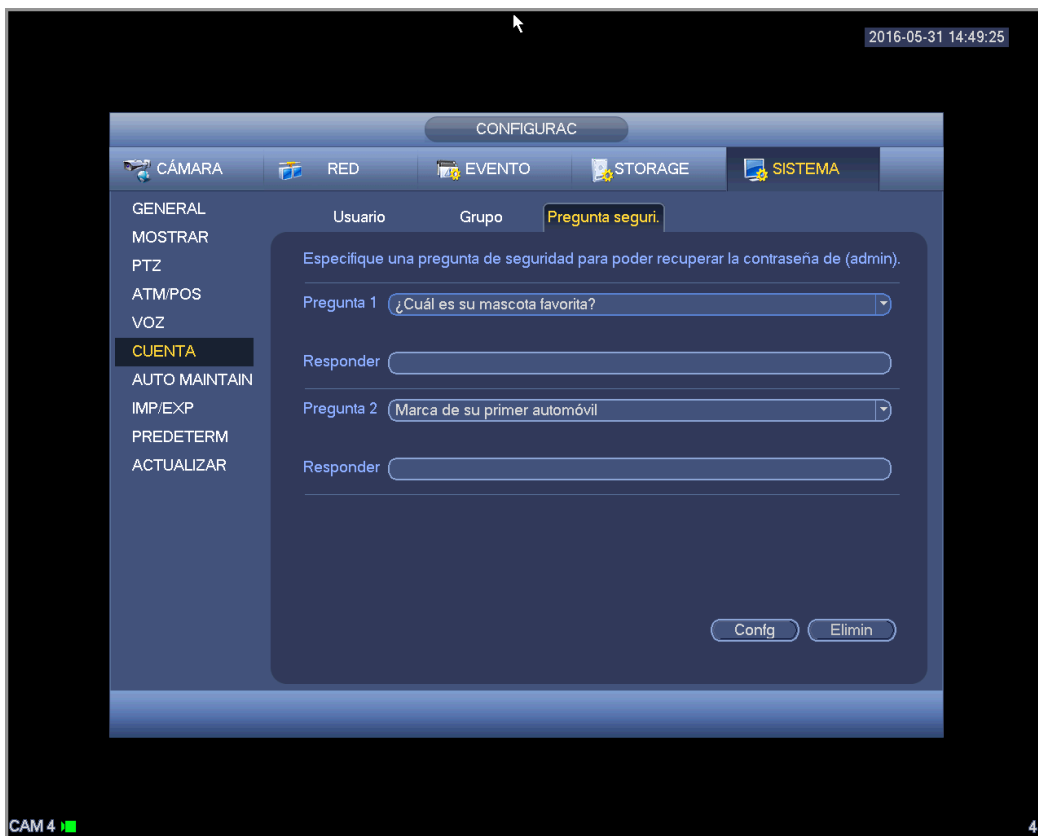 2016-05-31 14:49:25
CONFIGURAC
CÁMARA RED EVENTO STORAGE SISTEMA
GENERAL
MOSTRAR
PTZ
ATM/POS
VOZ
CUENTA
AUTO MAINTAIN
IMP/EXP
PREDETERM
ACTUALIZAR
Usuario Grupo Pregunta seguri.
Especifique una pregunta de seguridad para poder recuperar la contraseña de (admin).
Pregunta 1 ¿Cuál es su mascota favorita?
Responder
Pregunta 2 Marca de su primer automóvil
Responder
Confg Elimin
CAM 4 4